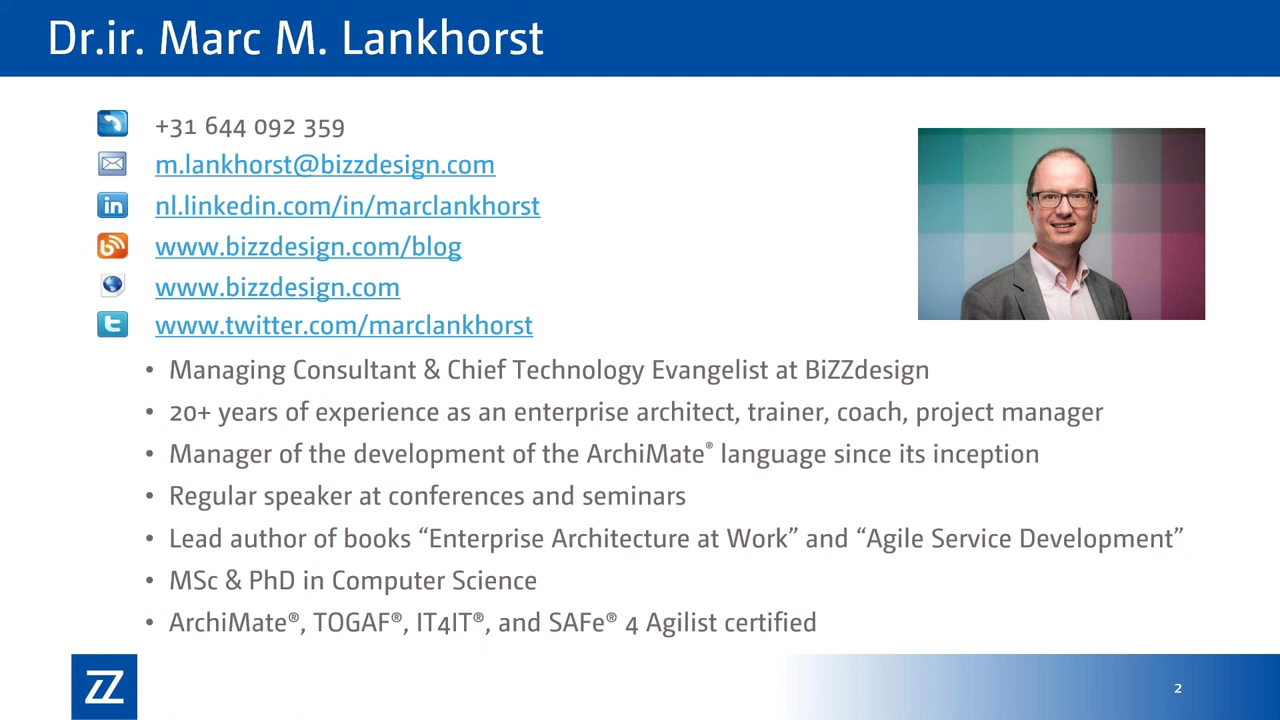 Dr.ir. Marc M. Lankhorst
+31 644 092 359
m.lankhorst@bizzdesign.com
in nl.linkedin.com/in/marclankhorst
www.bizzdesign.com/blog
www.bizzdesign.com
t www.twitter.com/marclankhorst
• Managing Consultant & Chief Technology Evangelist at BiZZdesign
• 20+ years of experience as an enterprise architect, trainer, coach, project manager
• Manager of the development of the ArchiMate® language since its inception
• Regular speaker at conferences and seminars
• Lead author of books “Enterprise Architecture at Work” and “Agile Service Development”
• MSc & PhD in Computer Science
• ArchiMate®, TOGAF®, IT4IT®, and SAFe® 4 Agilist certified
ZZ
2